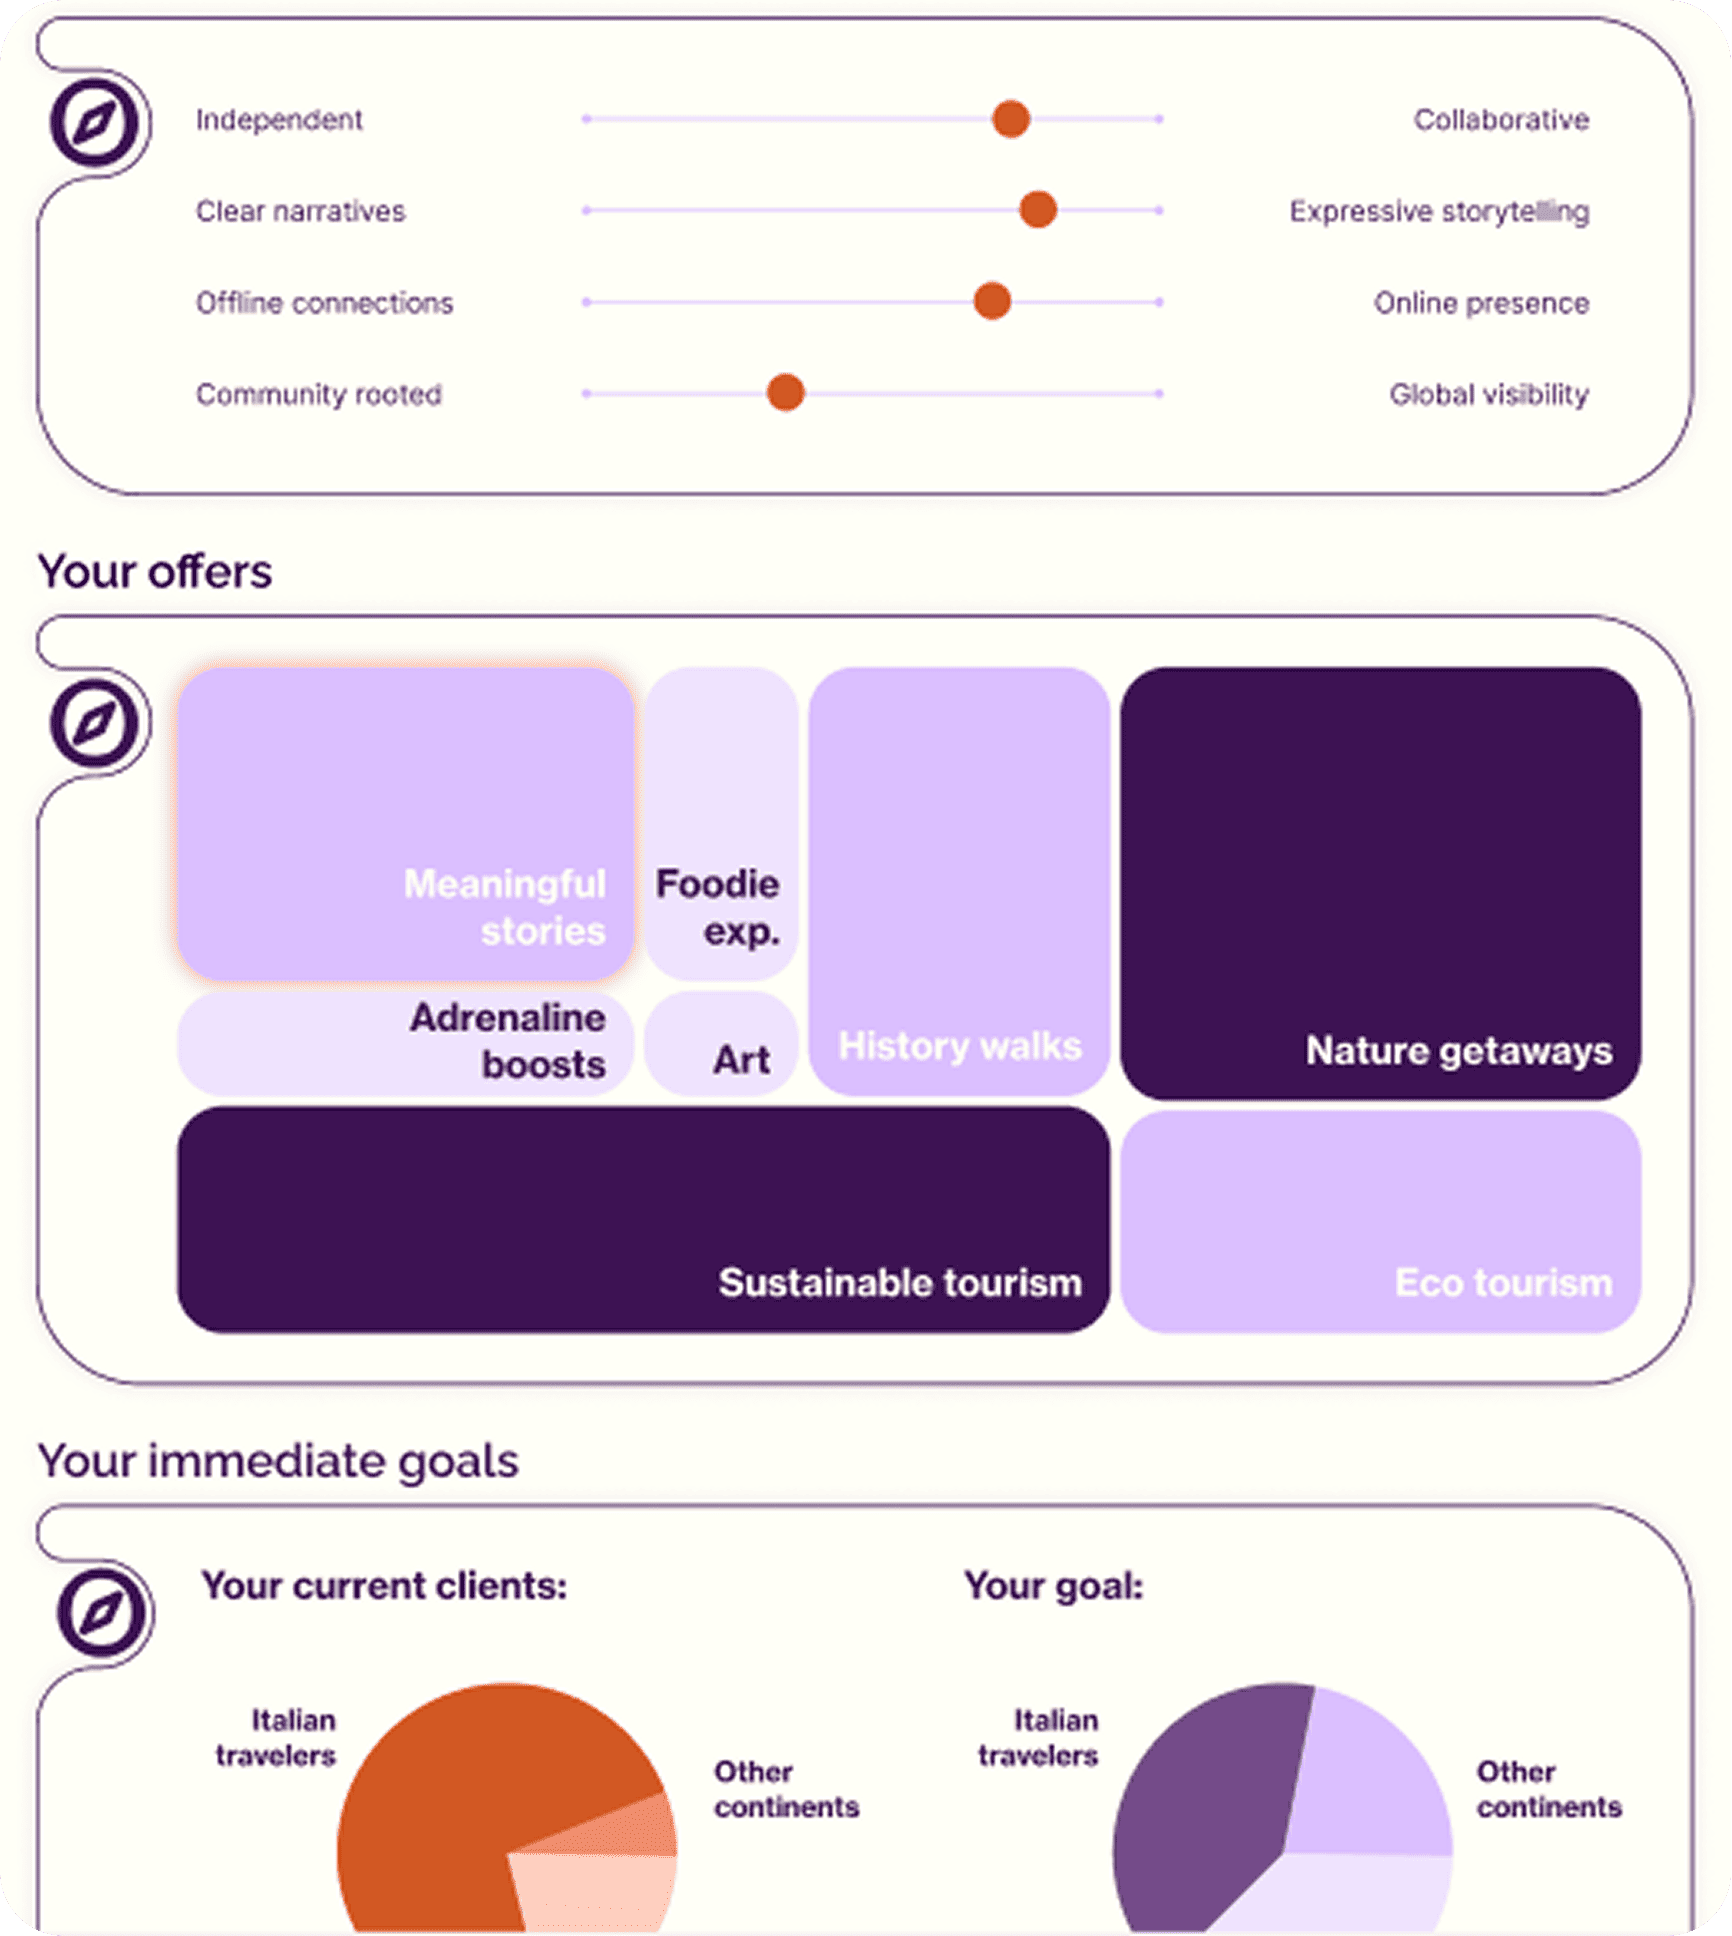 Independent
Collaborative
Clear narratives
Expressive storytelling
Offline connections
Online presence
Community rooted
Global visibility
Your offers
Meaningful
stories
Foodie
exp.
Adrenaline
boosts
Art
History walks
Nature getaways
Sustainable tourism
Eco tourism
Your immediate goals
Your current clients:
Italian
travelers
Other
continents
Your goal:
Italian
travelers
Other
continents